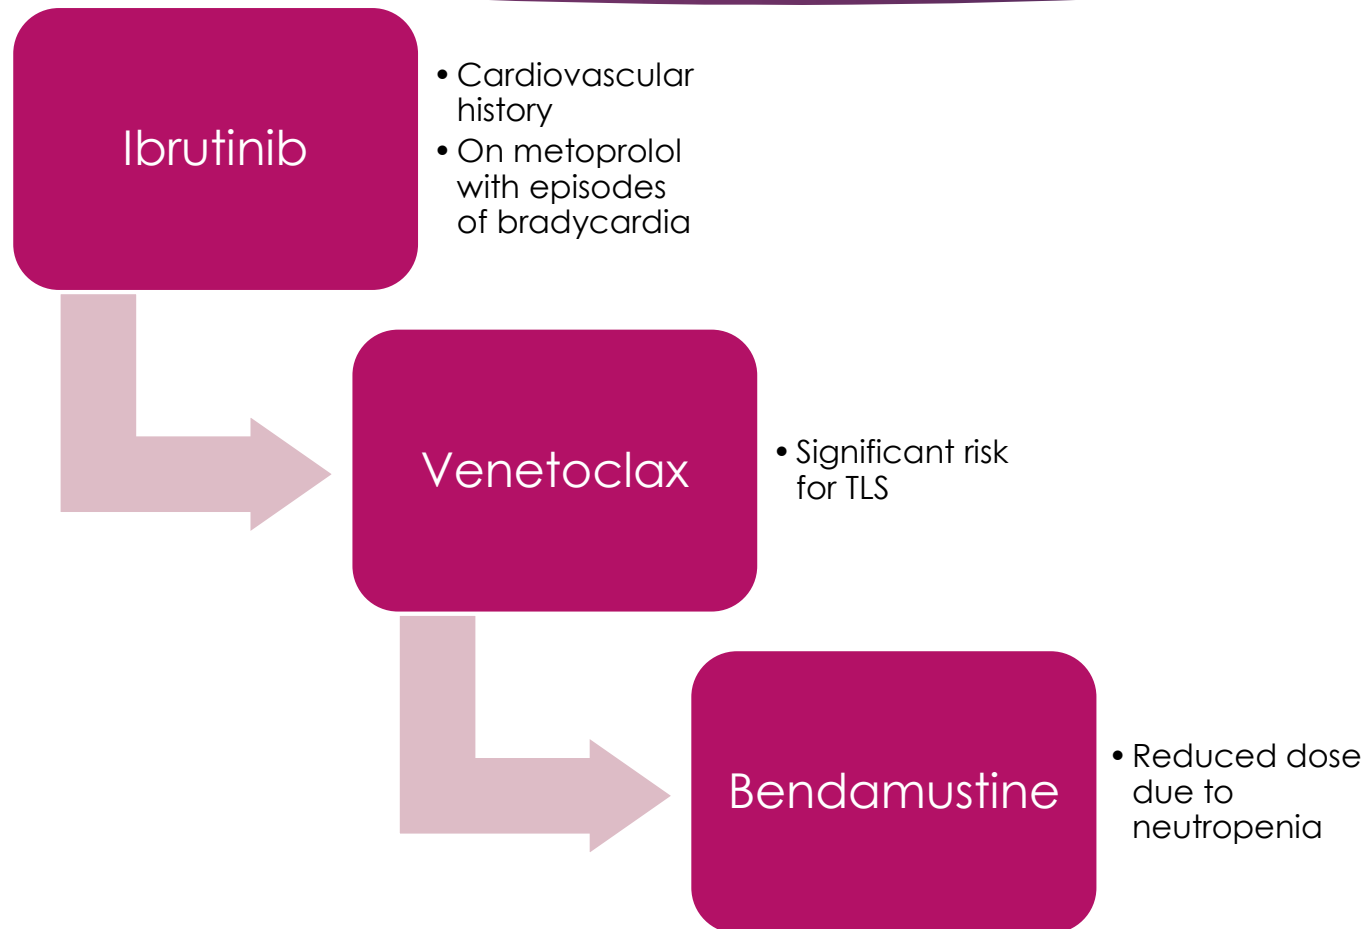 Ibrutinib
• Cardiovascular
history
• On metoprolol
with episodes
of bradycardia
Venetoclax
• Significant risk
for TLS
Bendamustine
• Reduced dose
due to
neutropenia